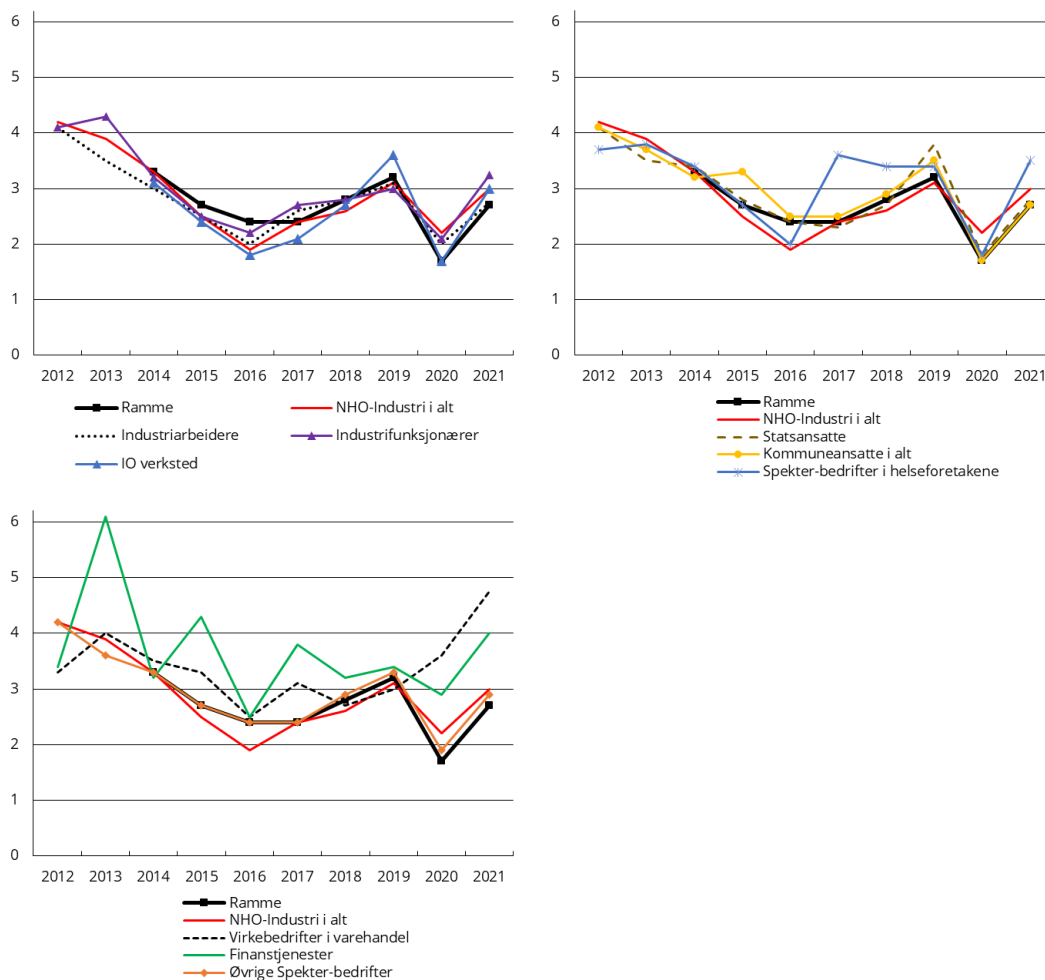 6
5
4
3
2
1
0
2012 2013 2014 2015 2016 2017 2018 2019 2020 2021
Ramme NHO-Industri i alt
Industriarbeidere Industrifunksjonærer
IO verksted
6
5
4
3
2
1
0
2012 2013 2014 2015 2016 2017 2018 2019 2020 2021
Ramme
NHO-Industri i alt
Statsansatte
Kommuneansatte i alt
Spekter-bedrifter i helseforetakene
6
5
4
3
2
1
0
2012 2013 2014 2015 2016 2017 2018 2019 2020 2021
Ramme
NHO-Industri i alt
Virkebedrifter i varehandel
Finanstjenester
Øvrige Spekter-bedrifter